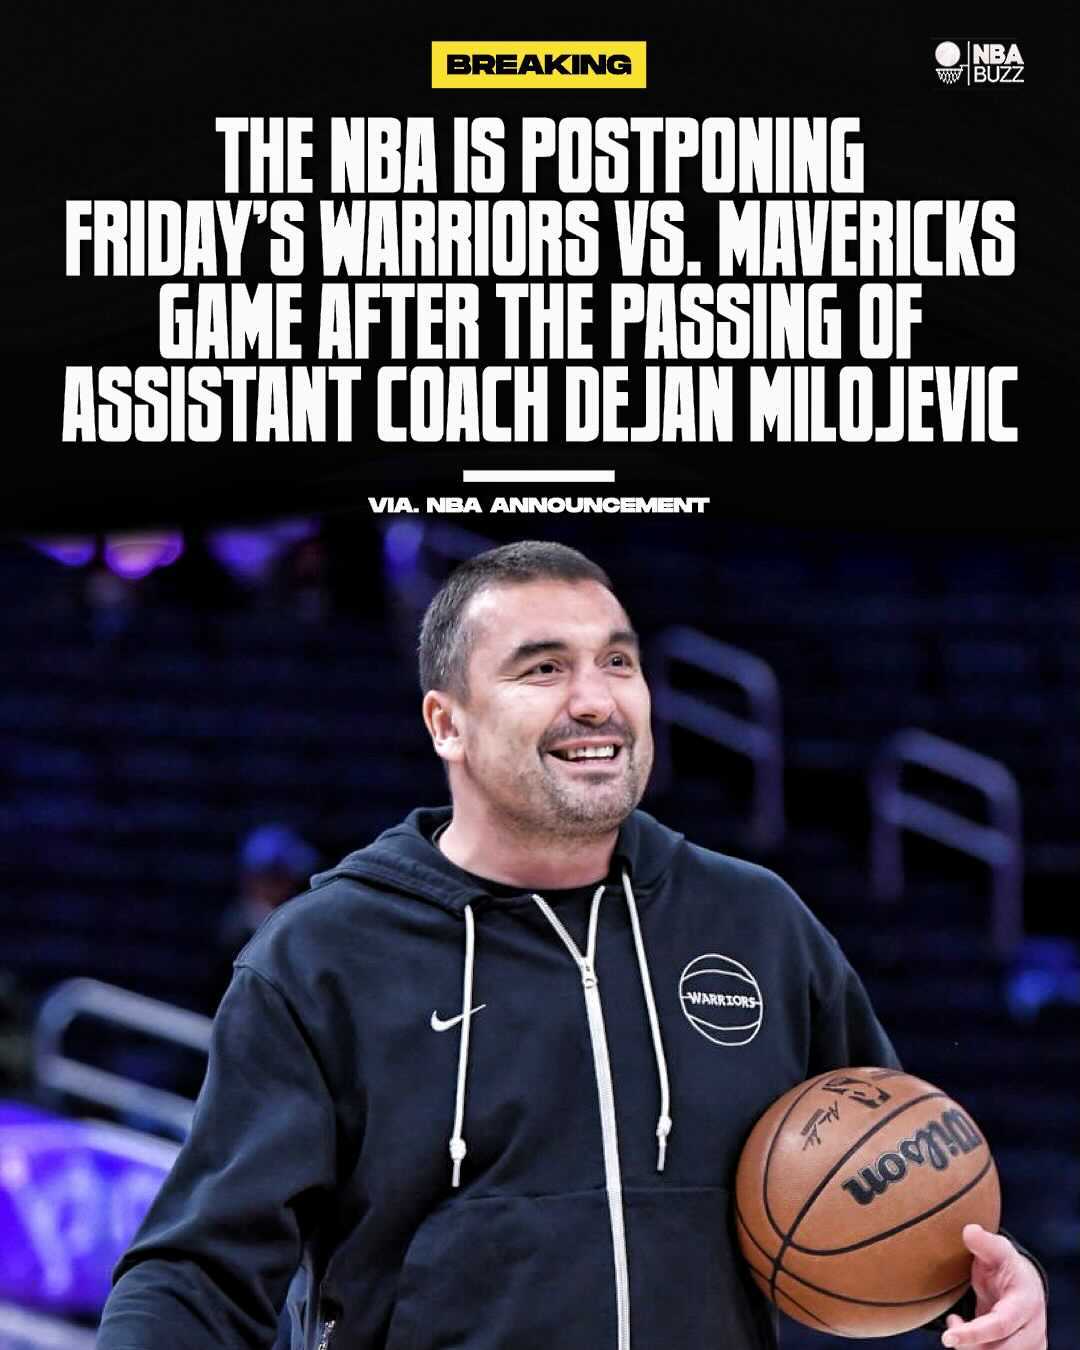 BREAKING
NBA
BUZZ
THE NBA IS POSTPONING
FRIDAY'S WARRIORS VS. MAVERICKS
GAME AFTER THE PASSING OF
ASSISTANT COACH DEJAN MILOJEVIC
VIA. NBA ANNOUNCEMENT
WARRIORS
Wilson